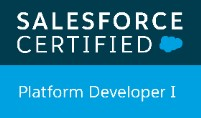 SALESFORCE
CERTIFIED
Platform Developer I